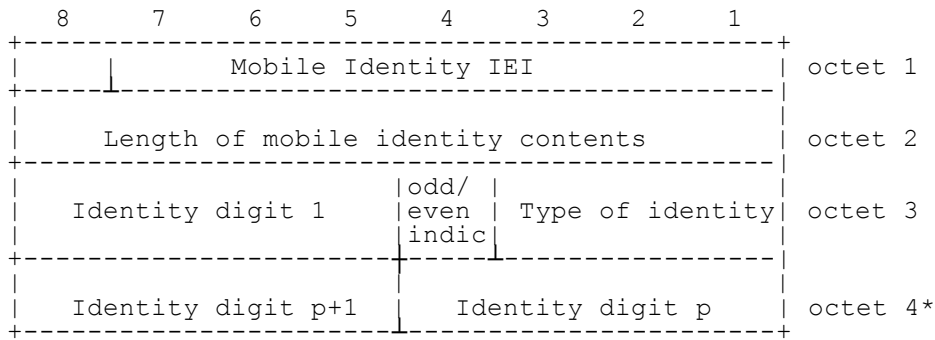 8 7 6 5 4 3 2 1
Mobile Identity IEI octet 1
Length of mobile identity contents octet 2
odd/
Identity digit 1 even Type of identity octet 3
indic
Identity digit p+1 Identity digit p octet 4*